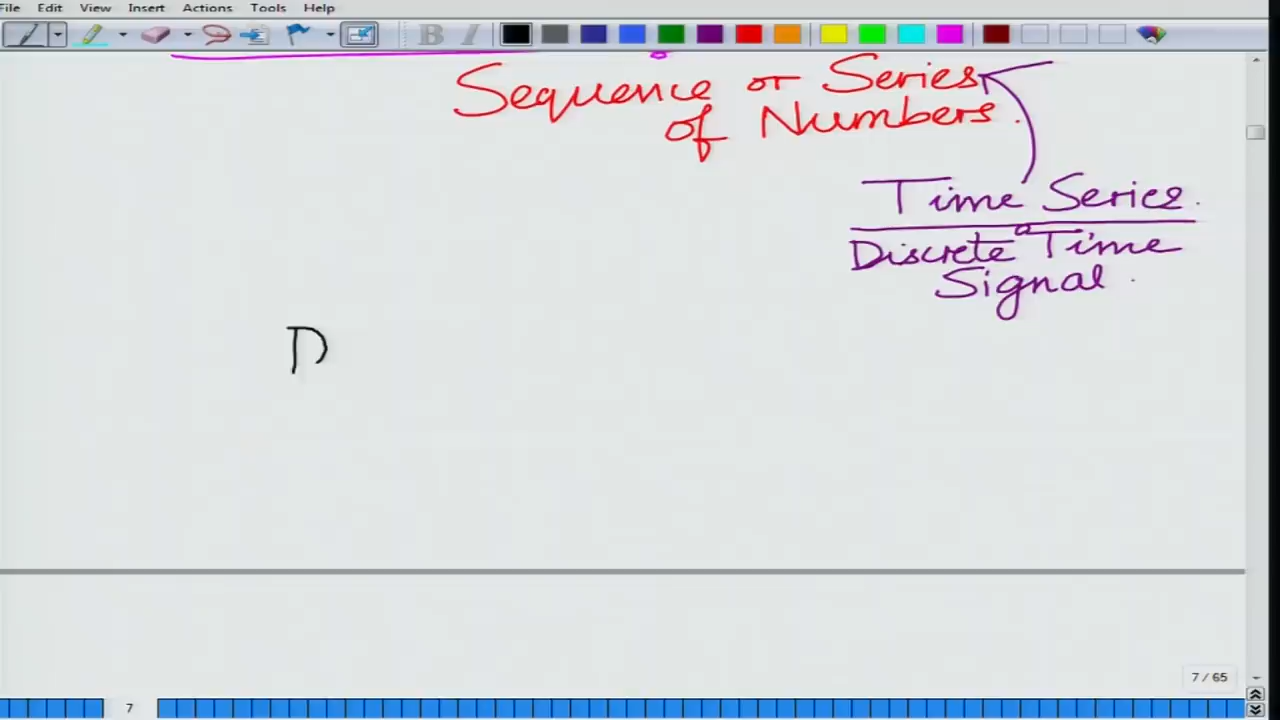 File Edit View Insert Actions Tools Help
B I
Sequence or Series
of Numbers.
Time Series.
Discrete Time
Signal.
D
7 / 65
7